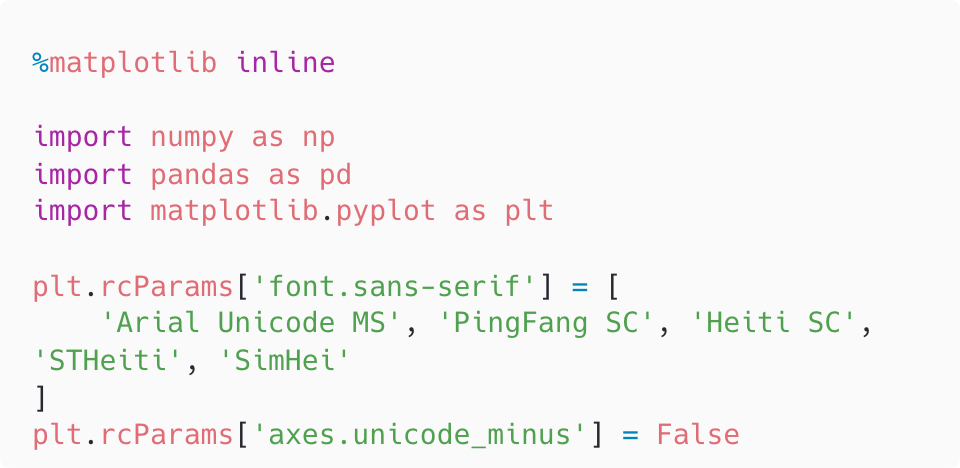 %matplotlib inline
import numpy as np
import pandas as pd
import matplotlib.pyplot as plt
plt.rcParams['font.sans-serif'] = [
    'Arial Unicode MS', 'PingFang SC', 'Heiti SC',
'STHeiti', 'SimHei'
]
plt.rcParams['axes.unicode_minus'] = False